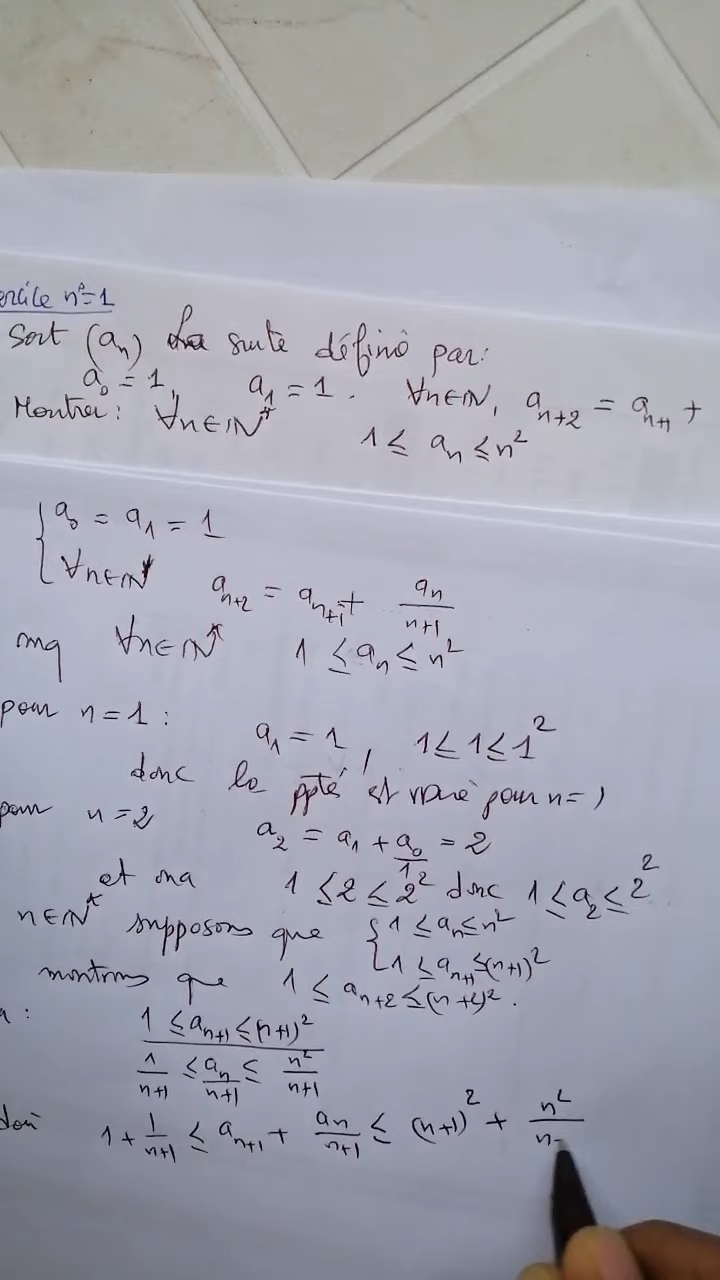 ercice n°=1
Soit (aₙ) la suite définie par:
a₀ = 1, a₁ = 1. ∀n∈ℕ, aₙ₊₂ = aₙ₊₁ +
Montrer: ∀n∈ℕ* 1 ≤ aₙ ≤ n²
{ a₀ = a₁ = 1
∀n∈ℕ aₙ₊₂ = aₙ₊₁ + aₙ/(n+1)
mq ∀n∈ℕ* 1 ≤ aₙ ≤ n²
pour n = 1 : a₁ = 1, 1 ≤ 1 ≤ 1²
donc la ppté est vraie pour n = 1
pour n = 2 a₂ = a₁ + a₀/1 = 2
et on a 1 ≤ 2 ≤ 2² donc 1 ≤ a₂ ≤ 2²
n∈ℕ* supposons que { 1 ≤ aₙ ≤ n²
1 ≤ aₙ₊₁ ≤ (n+1)²
montrons que 1 ≤ aₙ₊₂ ≤ (n+2)².
a : 1 ≤ aₙ₊₁ ≤ (n+1)²
1/(n+1) ≤ aₙ/(n+1) ≤ n²/(n+1)
doù 1 + 1/(n+1) ≤ aₙ₊₁ + aₙ/(n+1) ≤ (n+1)² + n²/n